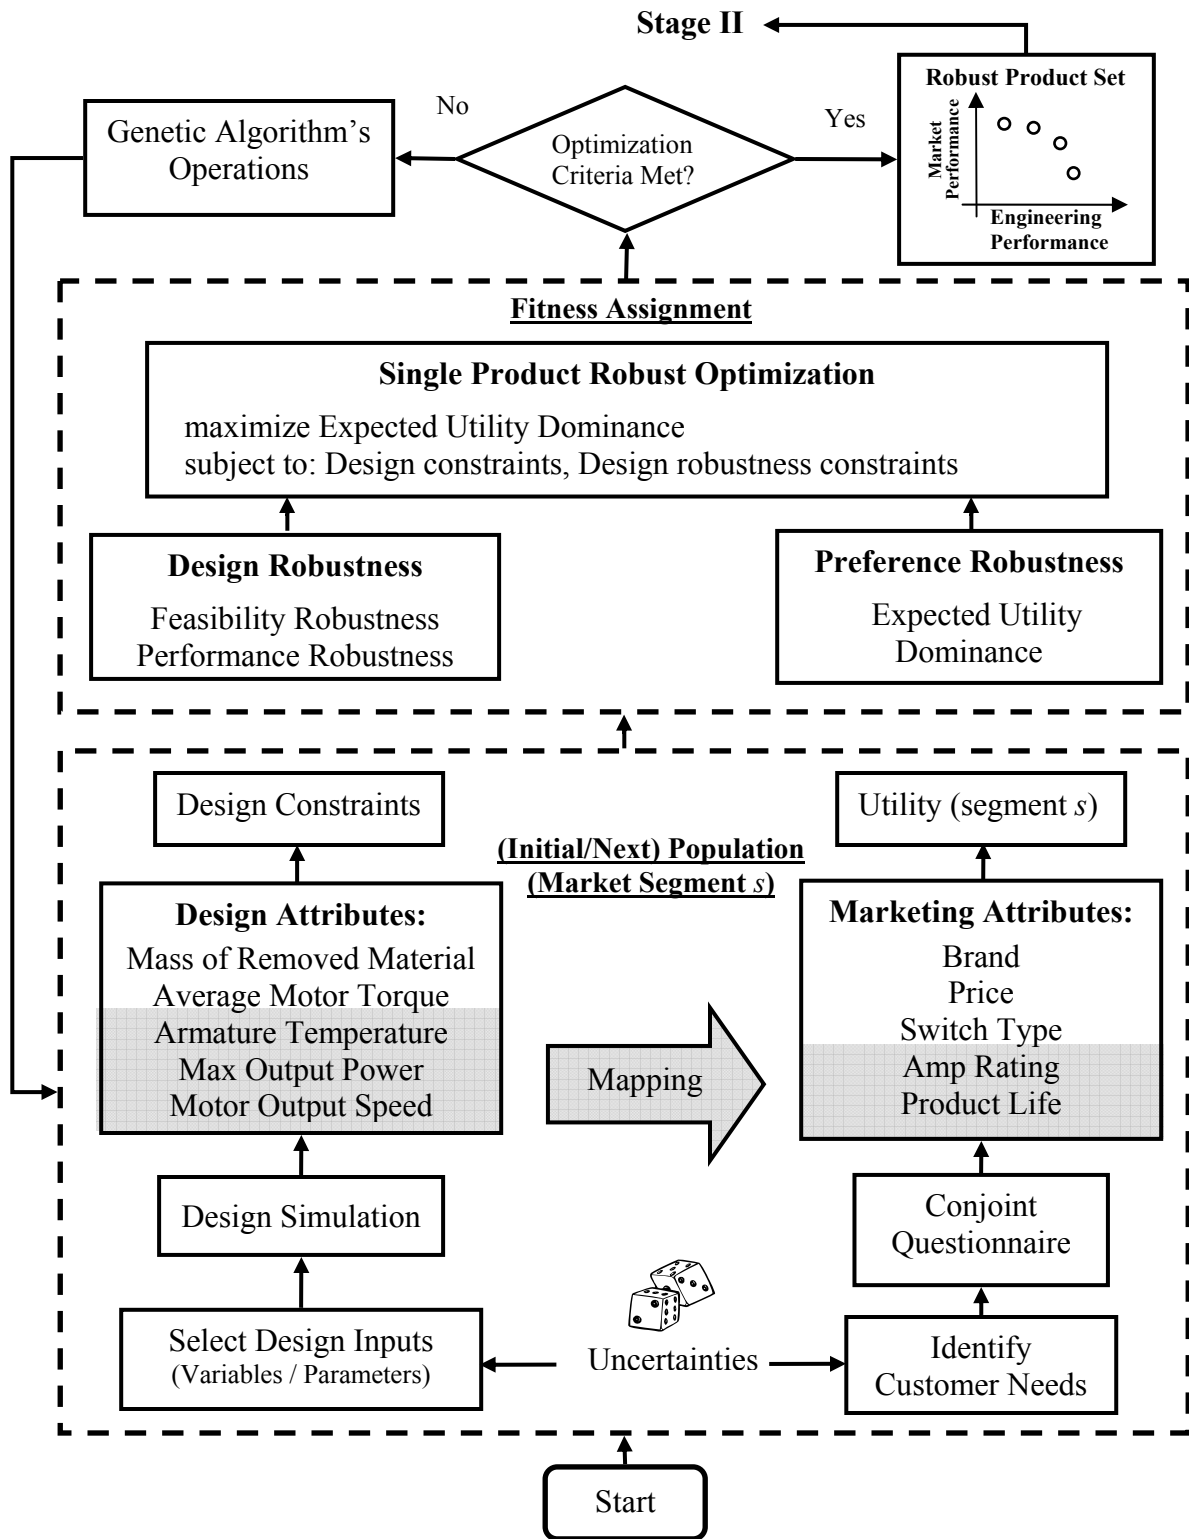 Stage II
Robust Product Set
Market
Performance
Engineering
Performance
No
Yes
Genetic Algorithm’s
Operations
Optimization
Criteria Met?
Fitness Assignment
Single Product Robust Optimization
maximize Expected Utility Dominance
subject to: Design constraints, Design robustness constraints
Design Robustness
Feasibility Robustness
Performance Robustness
Preference Robustness
Expected Utility
Dominance
Design Constraints
Utility (segment s)
(Initial/Next) Population
(Market Segment s)
Design Attributes:
Mass of Removed Material
Average Motor Torque
Armature Temperature
Max Output Power
Motor Output Speed
Mapping
Marketing Attributes:
Brand
Price
Switch Type
Amp Rating
Product Life
Design Simulation
Conjoint
Questionnaire
Select Design Inputs
(Variables / Parameters)
Uncertainties
Identify
Customer Needs
Start